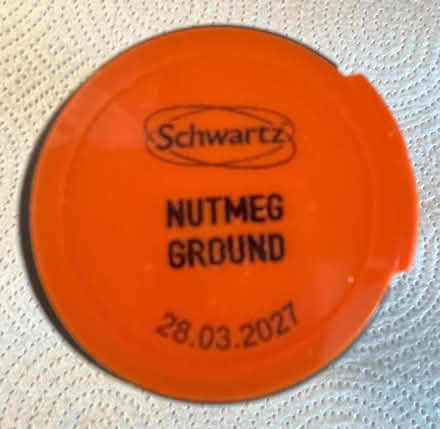 Schwartz
NUTMEG
GROUND
28.03.2027